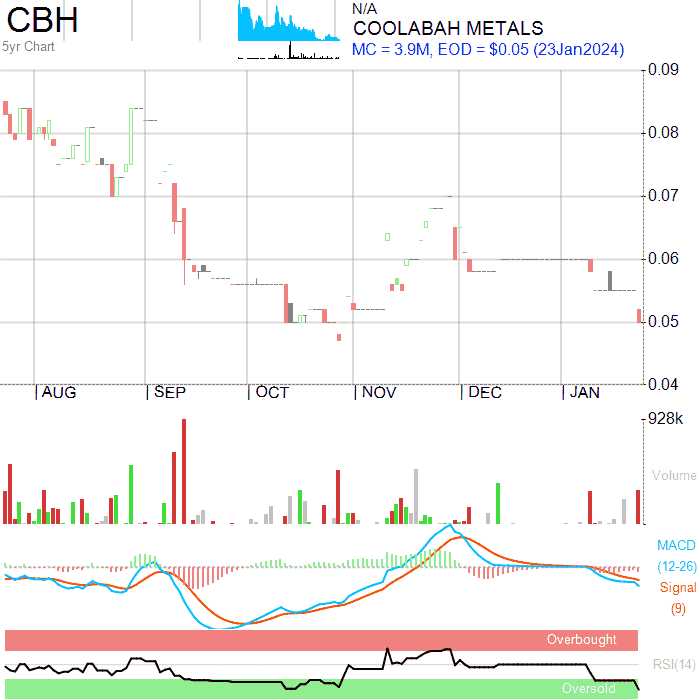 CBH
5yr Chart
N/A
COOLABAH METALS
MC = 3.9M, EOD = $0.05 (23Jan2024)
0.09
0.08
0.07
0.06
0.05
0.04
AUG
SEP
OCT
NOV
DEC
JAN
928k
Volume
MACD
(12-26)
Signal
(9)
Overbought
RSI(14)
Oversold